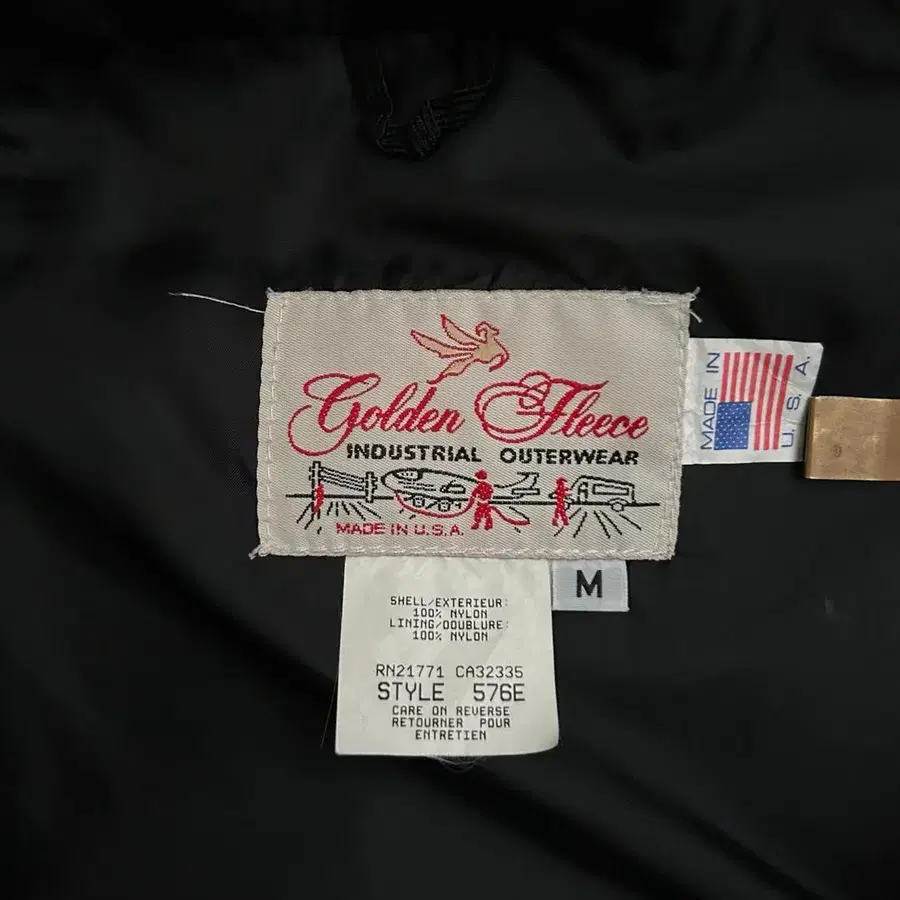 Golden Fleece
INDUSTRIAL OUTERWEAR
MADE IN U.S.A.
MADE IN
U.S.A.
M
SHELL/EXTERIEUR:
100% NYLON
LINING/DOUBLURE:
100% NYLON
RN21771 CA32335
STYLE 576E
CARE ON REVERSE
RETOURNER POUR
ENTRETIEN